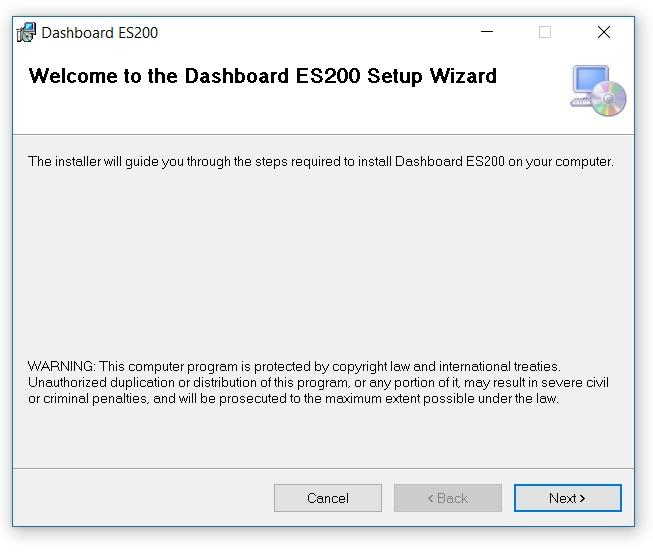 Dashboard ES200
Welcome to the Dashboard ES200 Setup Wizard
The installer will guide you through the steps required to install Dashboard ES200 on your computer.
WARNING: This computer program is protected by copyright law and international treaties.
Unauthorized duplication or distribution of this program, or any portion of it, may result in severe civil
or criminal penalties, and will be prosecuted to the maximum extent possible under the law.
Cancel
< Back
Next >